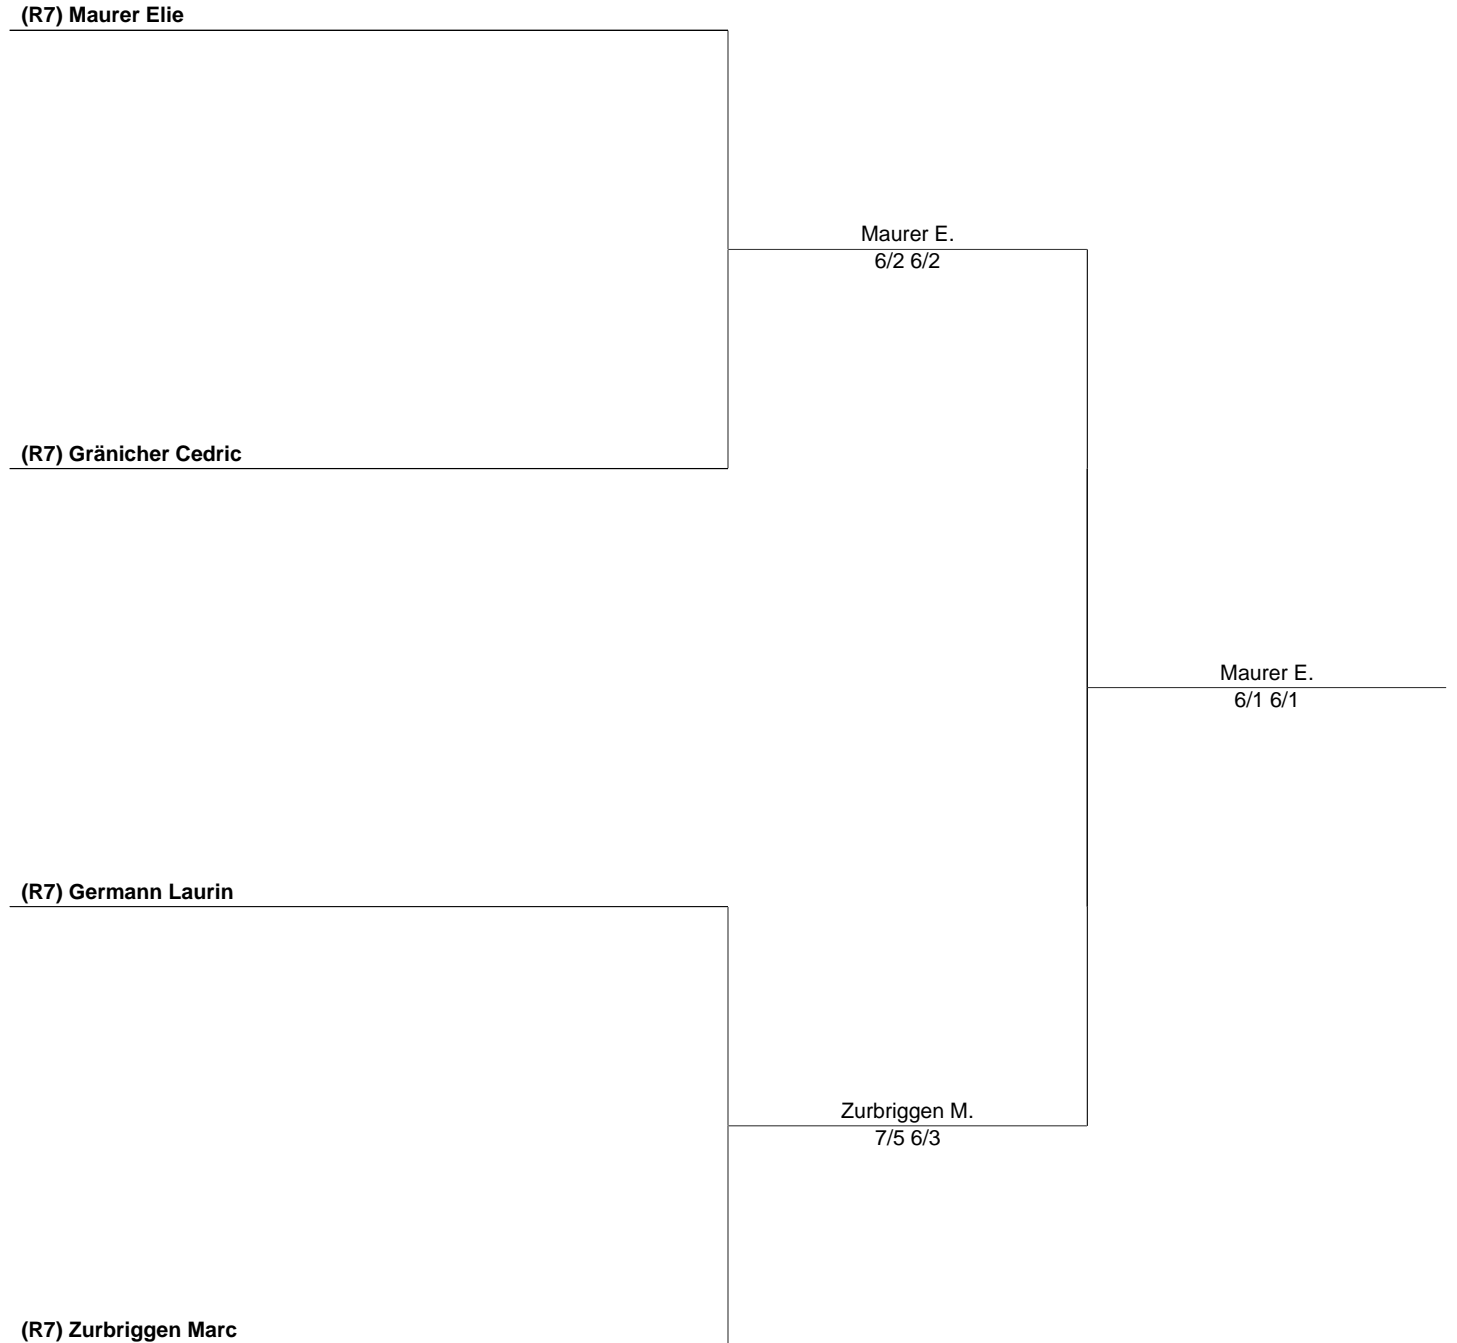 (R7) Maurer Elie
Maurer E.
6/2 6/2
(R7) Gränicher Cedric
Maurer E.
6/1 6/1
(R7) Germann Laurin
Zurbriggen M.
7/5 6/3
(R7) Zurbriggen Marc